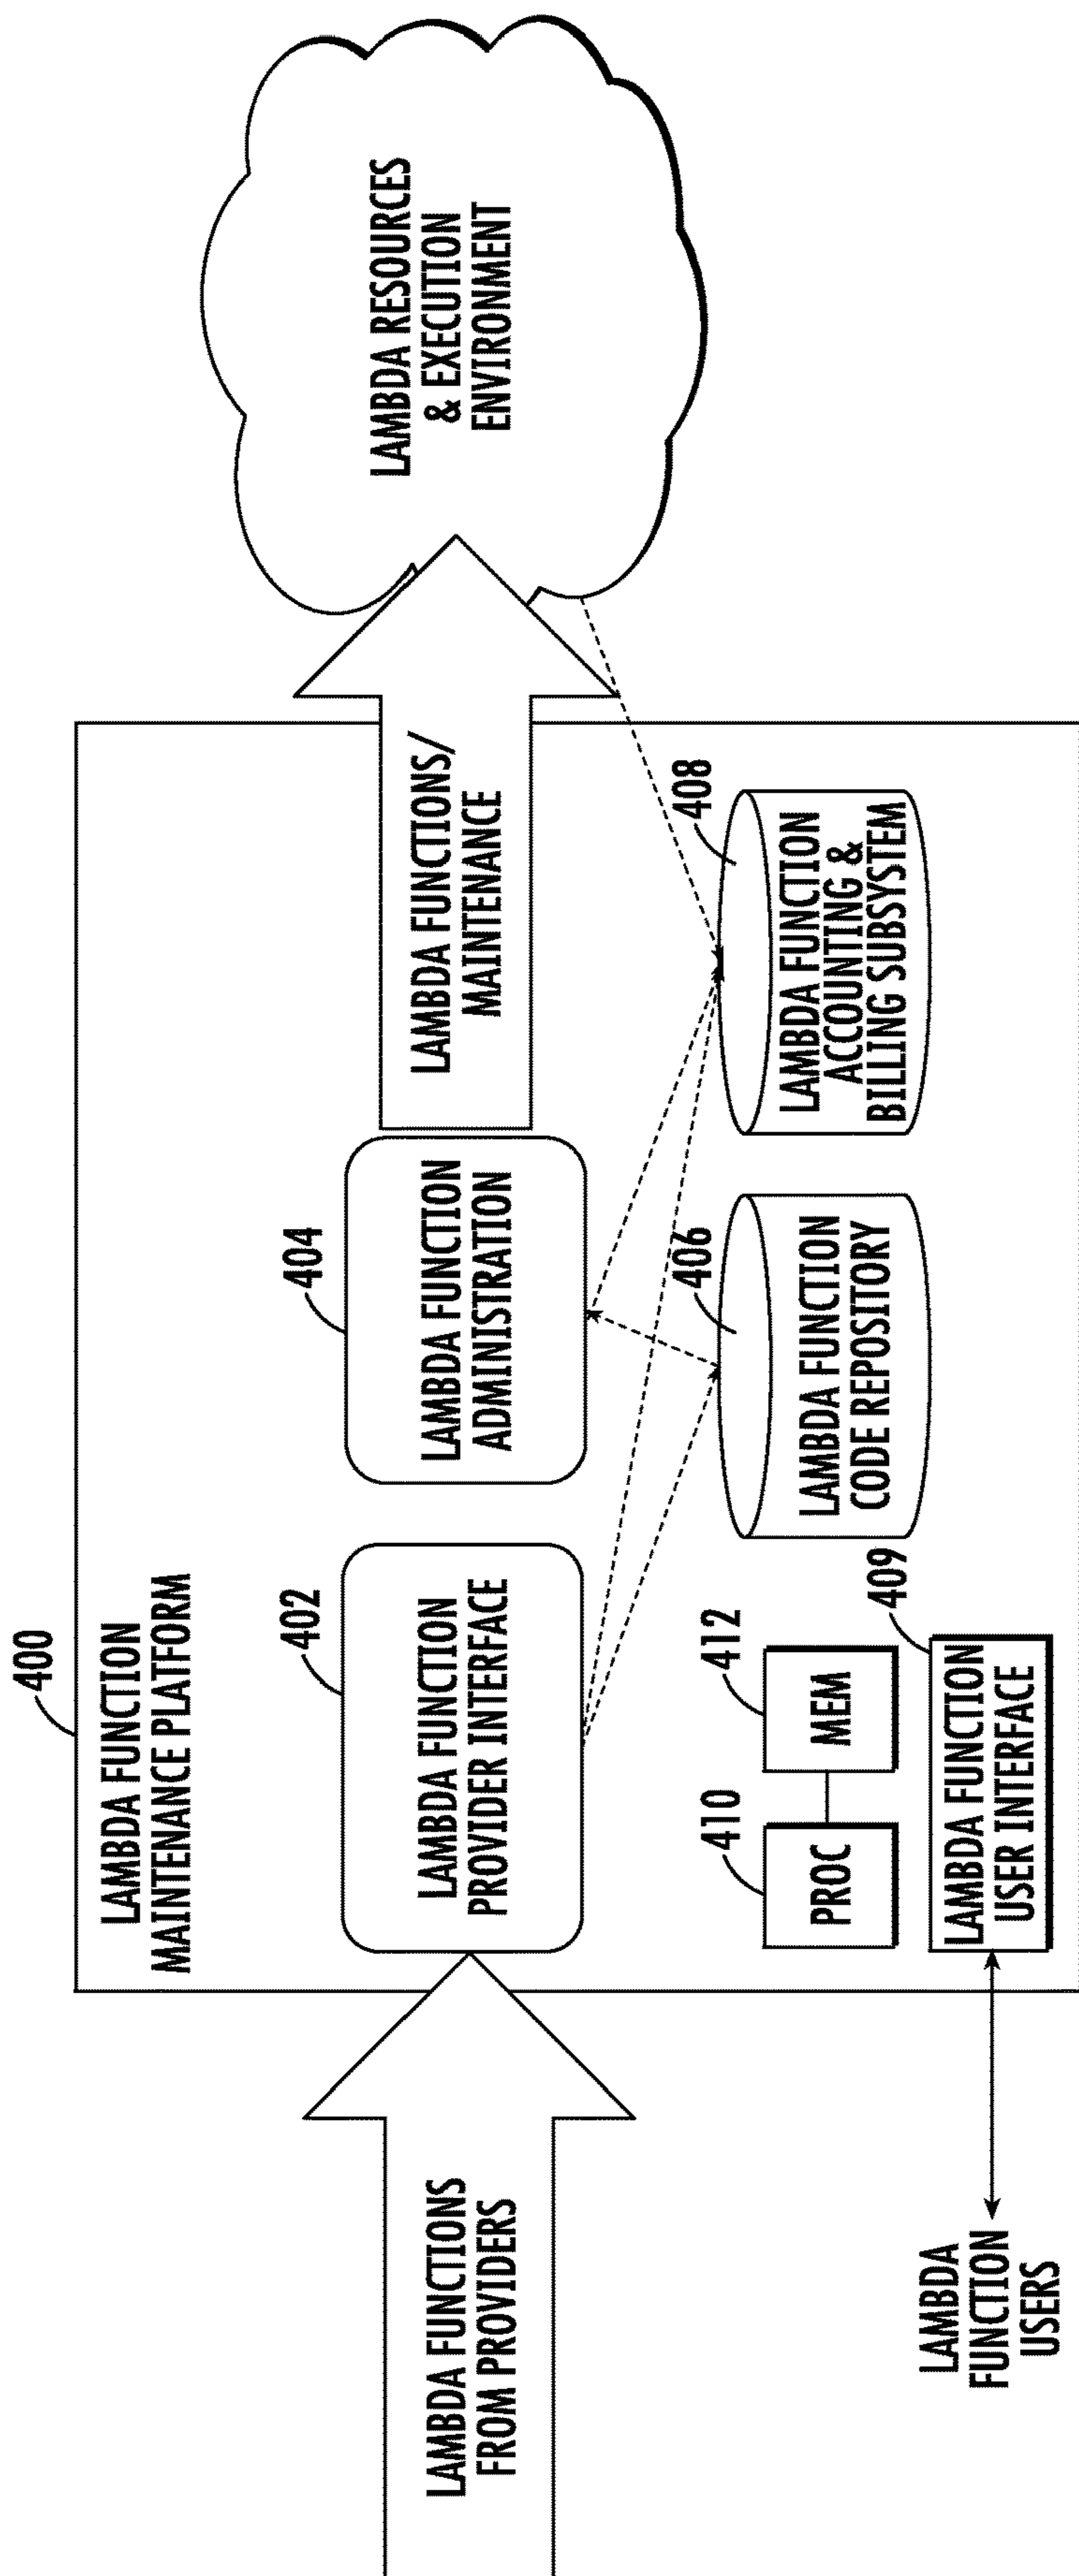 400
LAMBDA FUNCTION
MAINTENANCE PLATFORM
LAMBDA FUNCTIONS
FROM PROVIDERS
402
LAMBDA FUNCTION
PROVIDER INTERFACE
404
LAMBDA FUNCTION
ADMINISTRATION
LAMBDA FUNCTIONS/
MAINTENANCE
LAMBDA RESOURCES
& EXECUTION
ENVIRONMENT
410
PROC
412
MEM
406
LAMBDA FUNCTION
CODE REPOSITORY
408
LAMBDA FUNCTION
ACCOUNTING &
BILLING SUBSYSTEM
409
LAMBDA FUNCTION
USER INTERFACE
LAMBDA
FUNCTION
USERS